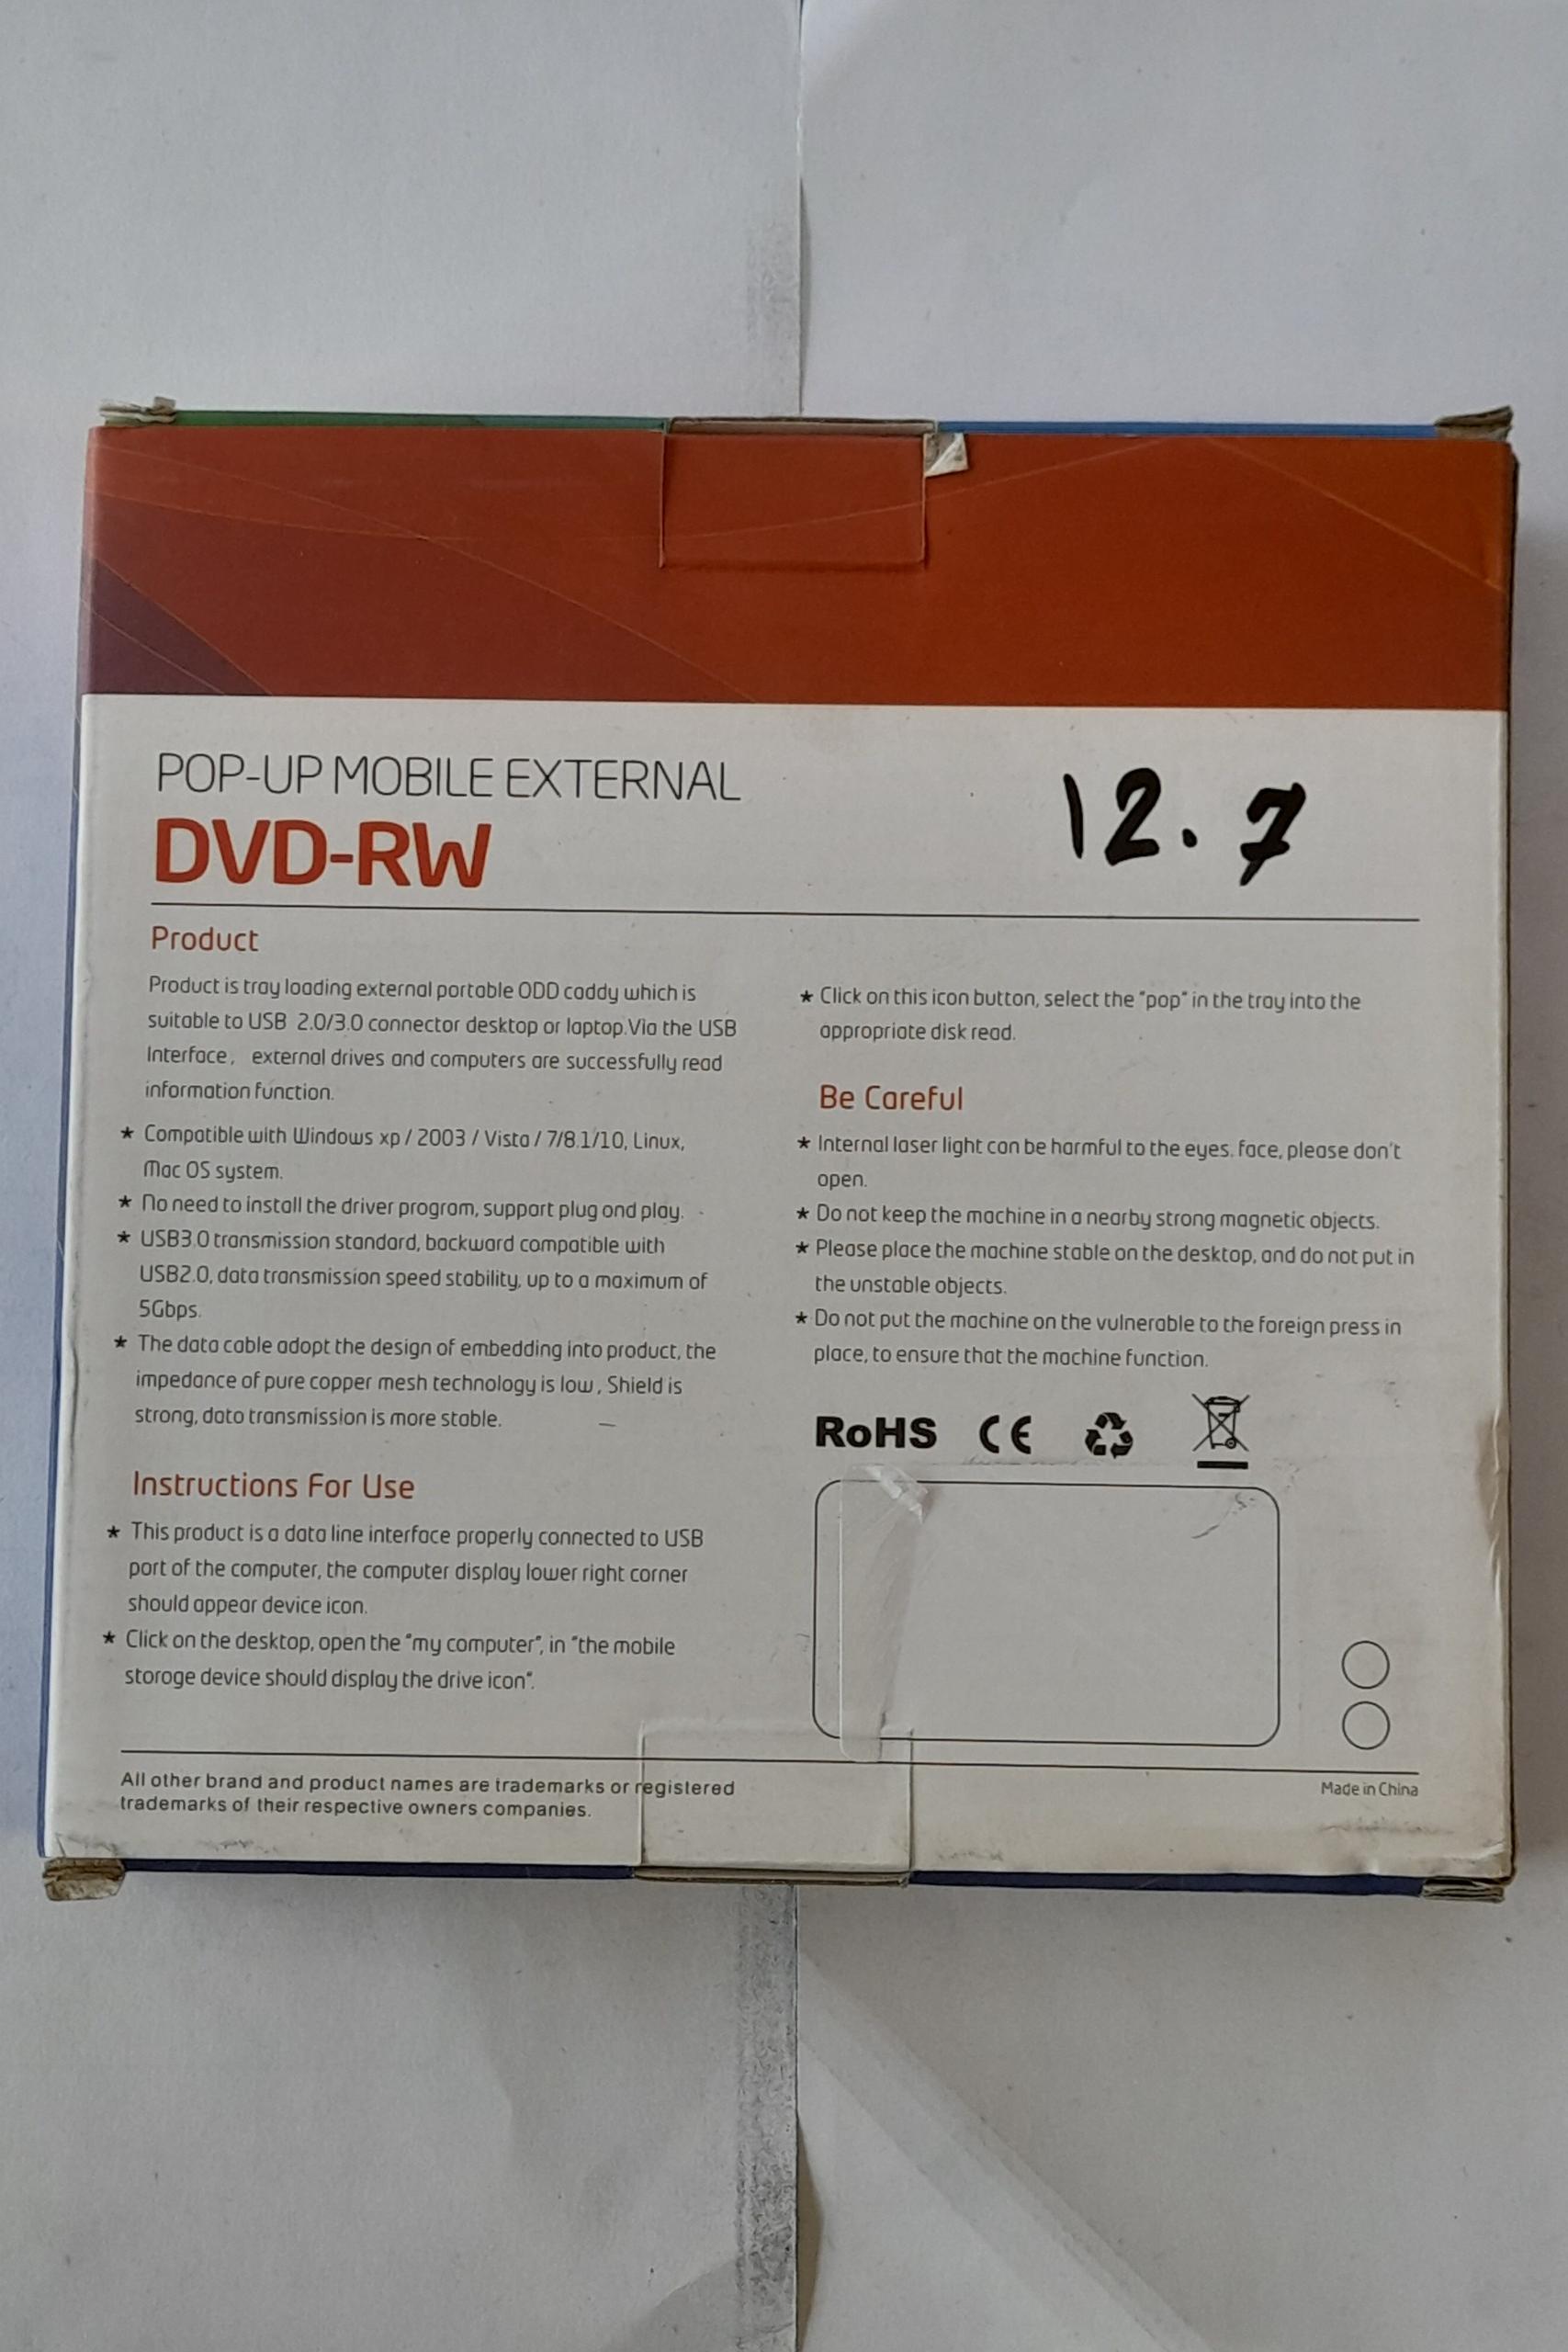 POP-UP MOBILE EXTERNAL
DVD-RW
12.7
Product
Product is tray loading external portable ODD caddy which is
suitable to USB 2.0/3.0 connector desktop or laptop.Via the USB
Interface, external drives and computers are successfully read
information function.
* Compatible with Windows xp / 2003 / Vista / 7/8.1/10, Linux,
Mac OS system.
* No need to install the driver program, support plug ond play.
* USB3.0 transmission standard, backward compatible with
USB2.0, data transmission speed stability, up to a maximum of
5Gbps.
* The data cable adopt the design of embedding into product, the
impedance of pure copper mesh technology is low, Shield is
strong, dato transmission is more stable.
Instructions For Use
* This product is a data line interface properly connected to USB
port of the computer, the computer display lower right corner
should appear device icon.
* Click on the desktop, open the "my computer", in "the mobile
storoge device should display the drive icon".
* Click on this icon button, select the "pop" in the tray into the
appropriate disk read.
Be Careful
* Internal laser light can be harmful to the eyes. face, please don't
open.
* Do not keep the machine in a nearby strong magnetic objects.
* Please place the machine stable on the desktop, and do not put in
the unstable objects.
* Do not put the machine on the vulnerable to the foreign press in
place, to ensure that the machine function.
RoHS CE
All other brand and product names are trademarks or registered
trademarks of their respective owners companies.
Made in China